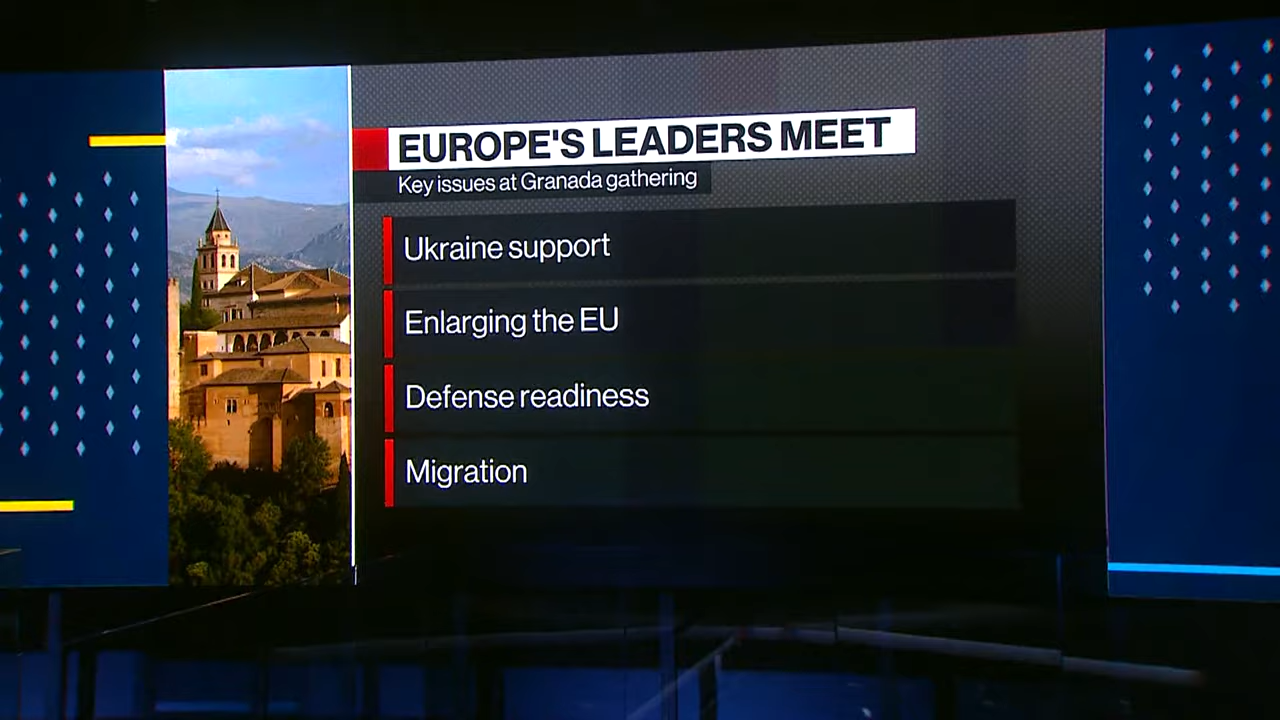 EUROPE'S LEADERS MEET
Key issues at Granada gathering
Ukraine support
Enlarging the EU
Defense readiness
Migration